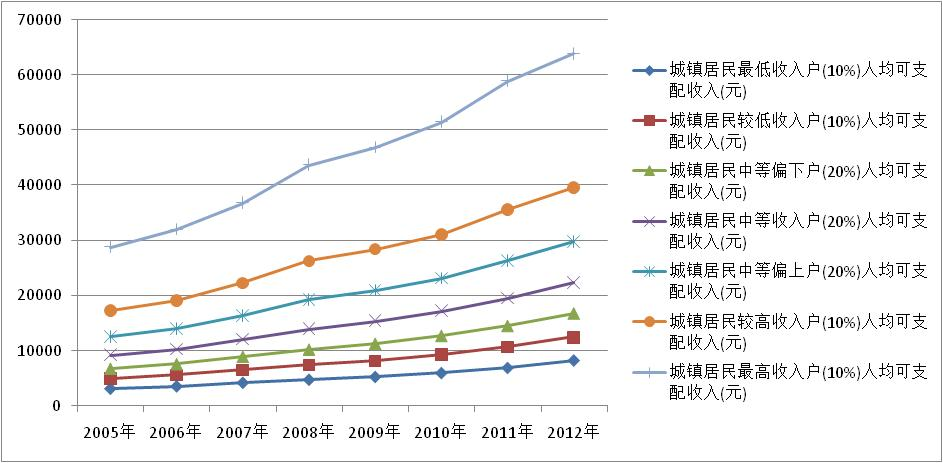 70000
60000
50000
40000
30000
20000
10000
0
2005年 2006年 2007年 2008年 2009年 2010年 2011年 2012年
城镇居民最低收入户(10%)人均可支
配收入(元)
城镇居民较低收入户(10%)人均可支
配收入(元)
城镇居民中等偏下户(20%)人均可支
配收入(元)
城镇居民中等收入户(20%)人均可支
配收入(元)
城镇居民中等偏上户(20%)人均可支
配收入(元)
城镇居民较高收入户(10%)人均可支
配收入(元)
城镇居民最高收入户(10%)人均可支
配收入(元)